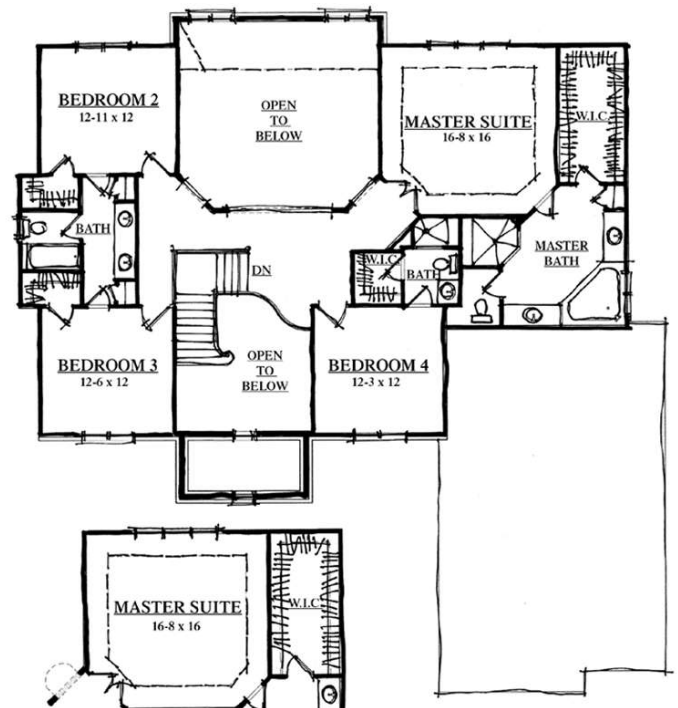 BEDROOM 2
12-11 x 12
OPEN
TO
BELOW
MASTER SUITE
16-8 x 16
W.I.C.
BATH
MASTER
BATH
W.I.C
BATH
DN
BEDROOM 3
12-6 x 12
OPEN
TO
BELOW
BEDROOM 4
12-3 x 12
MASTER SUITE
16-8 x 16
W.I.C.